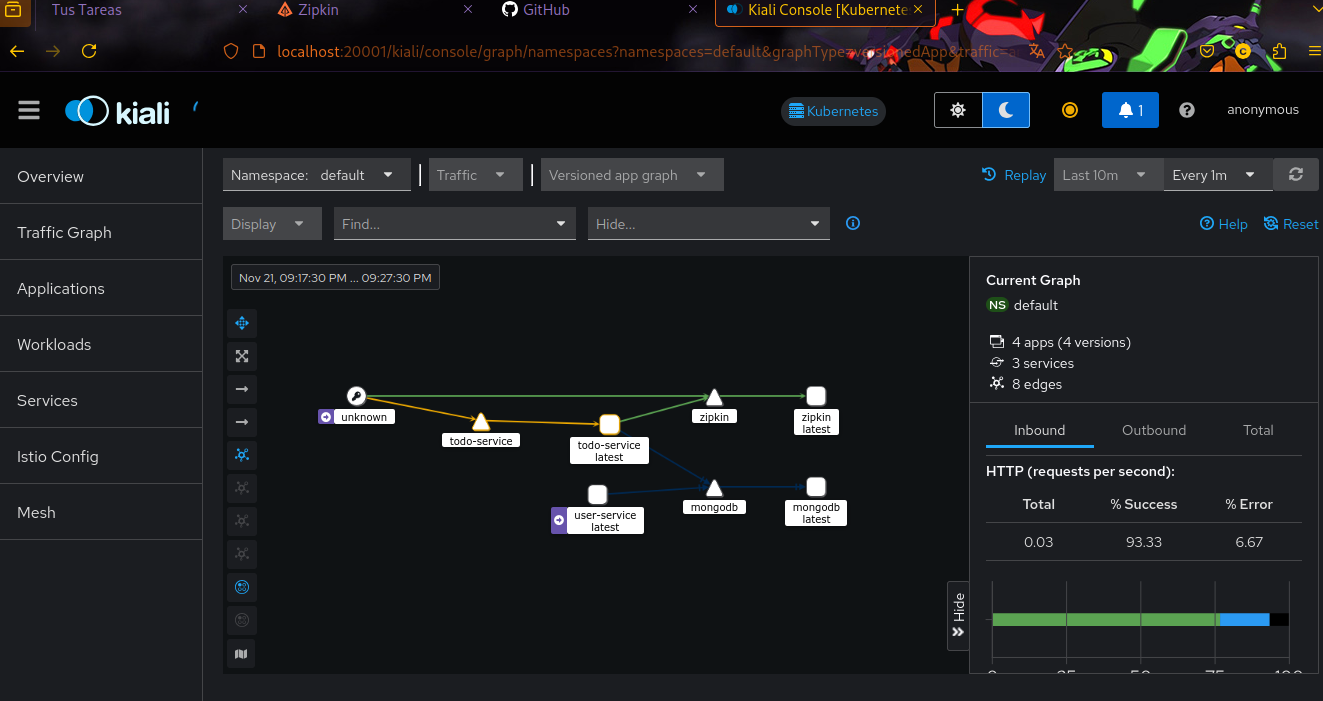 Tus Tareas
Zipkin
GitHub
Kiali Console [Kubernete
localhost:20001/kiali/console/graph/namespaces?namespaces=default&graphType=versionedApp&traffic=a
kiali
Kubernetes
1
anonymous
Overview
Traffic Graph
Applications
Workloads
Services
Istio Config
Mesh
Namespace: default
Traffic
Versioned app graph
Replay
Last 10m
Every 1m
Display
Find...
Hide...
Help
Reset
Nov 21, 09:17:30 PM ... 09:27:30 PM
unknown
todo-service
todo-service
latest
zipkin
zipkin
latest
user-service
latest
mongodb
mongodb
latest
Hide
Current Graph
NS default
4 apps (4 versions)
3 services
8 edges
Inbound Outbound Total
HTTP (requests per second):
Total % Success % Error
0.03 93.33 6.67
0 25 50 75 100